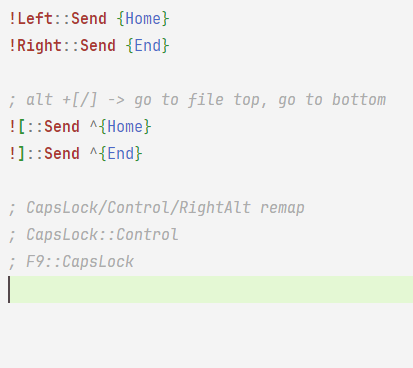 !Left::Send {Home}
!Right::Send {End}
; alt +[/] -> go to file top, go to bottom
![::Send ^{Home}
!]::Send ^{End}
; CapsLock/Control/RightAlt remap
; CapsLock::Control
; F9::CapsLock